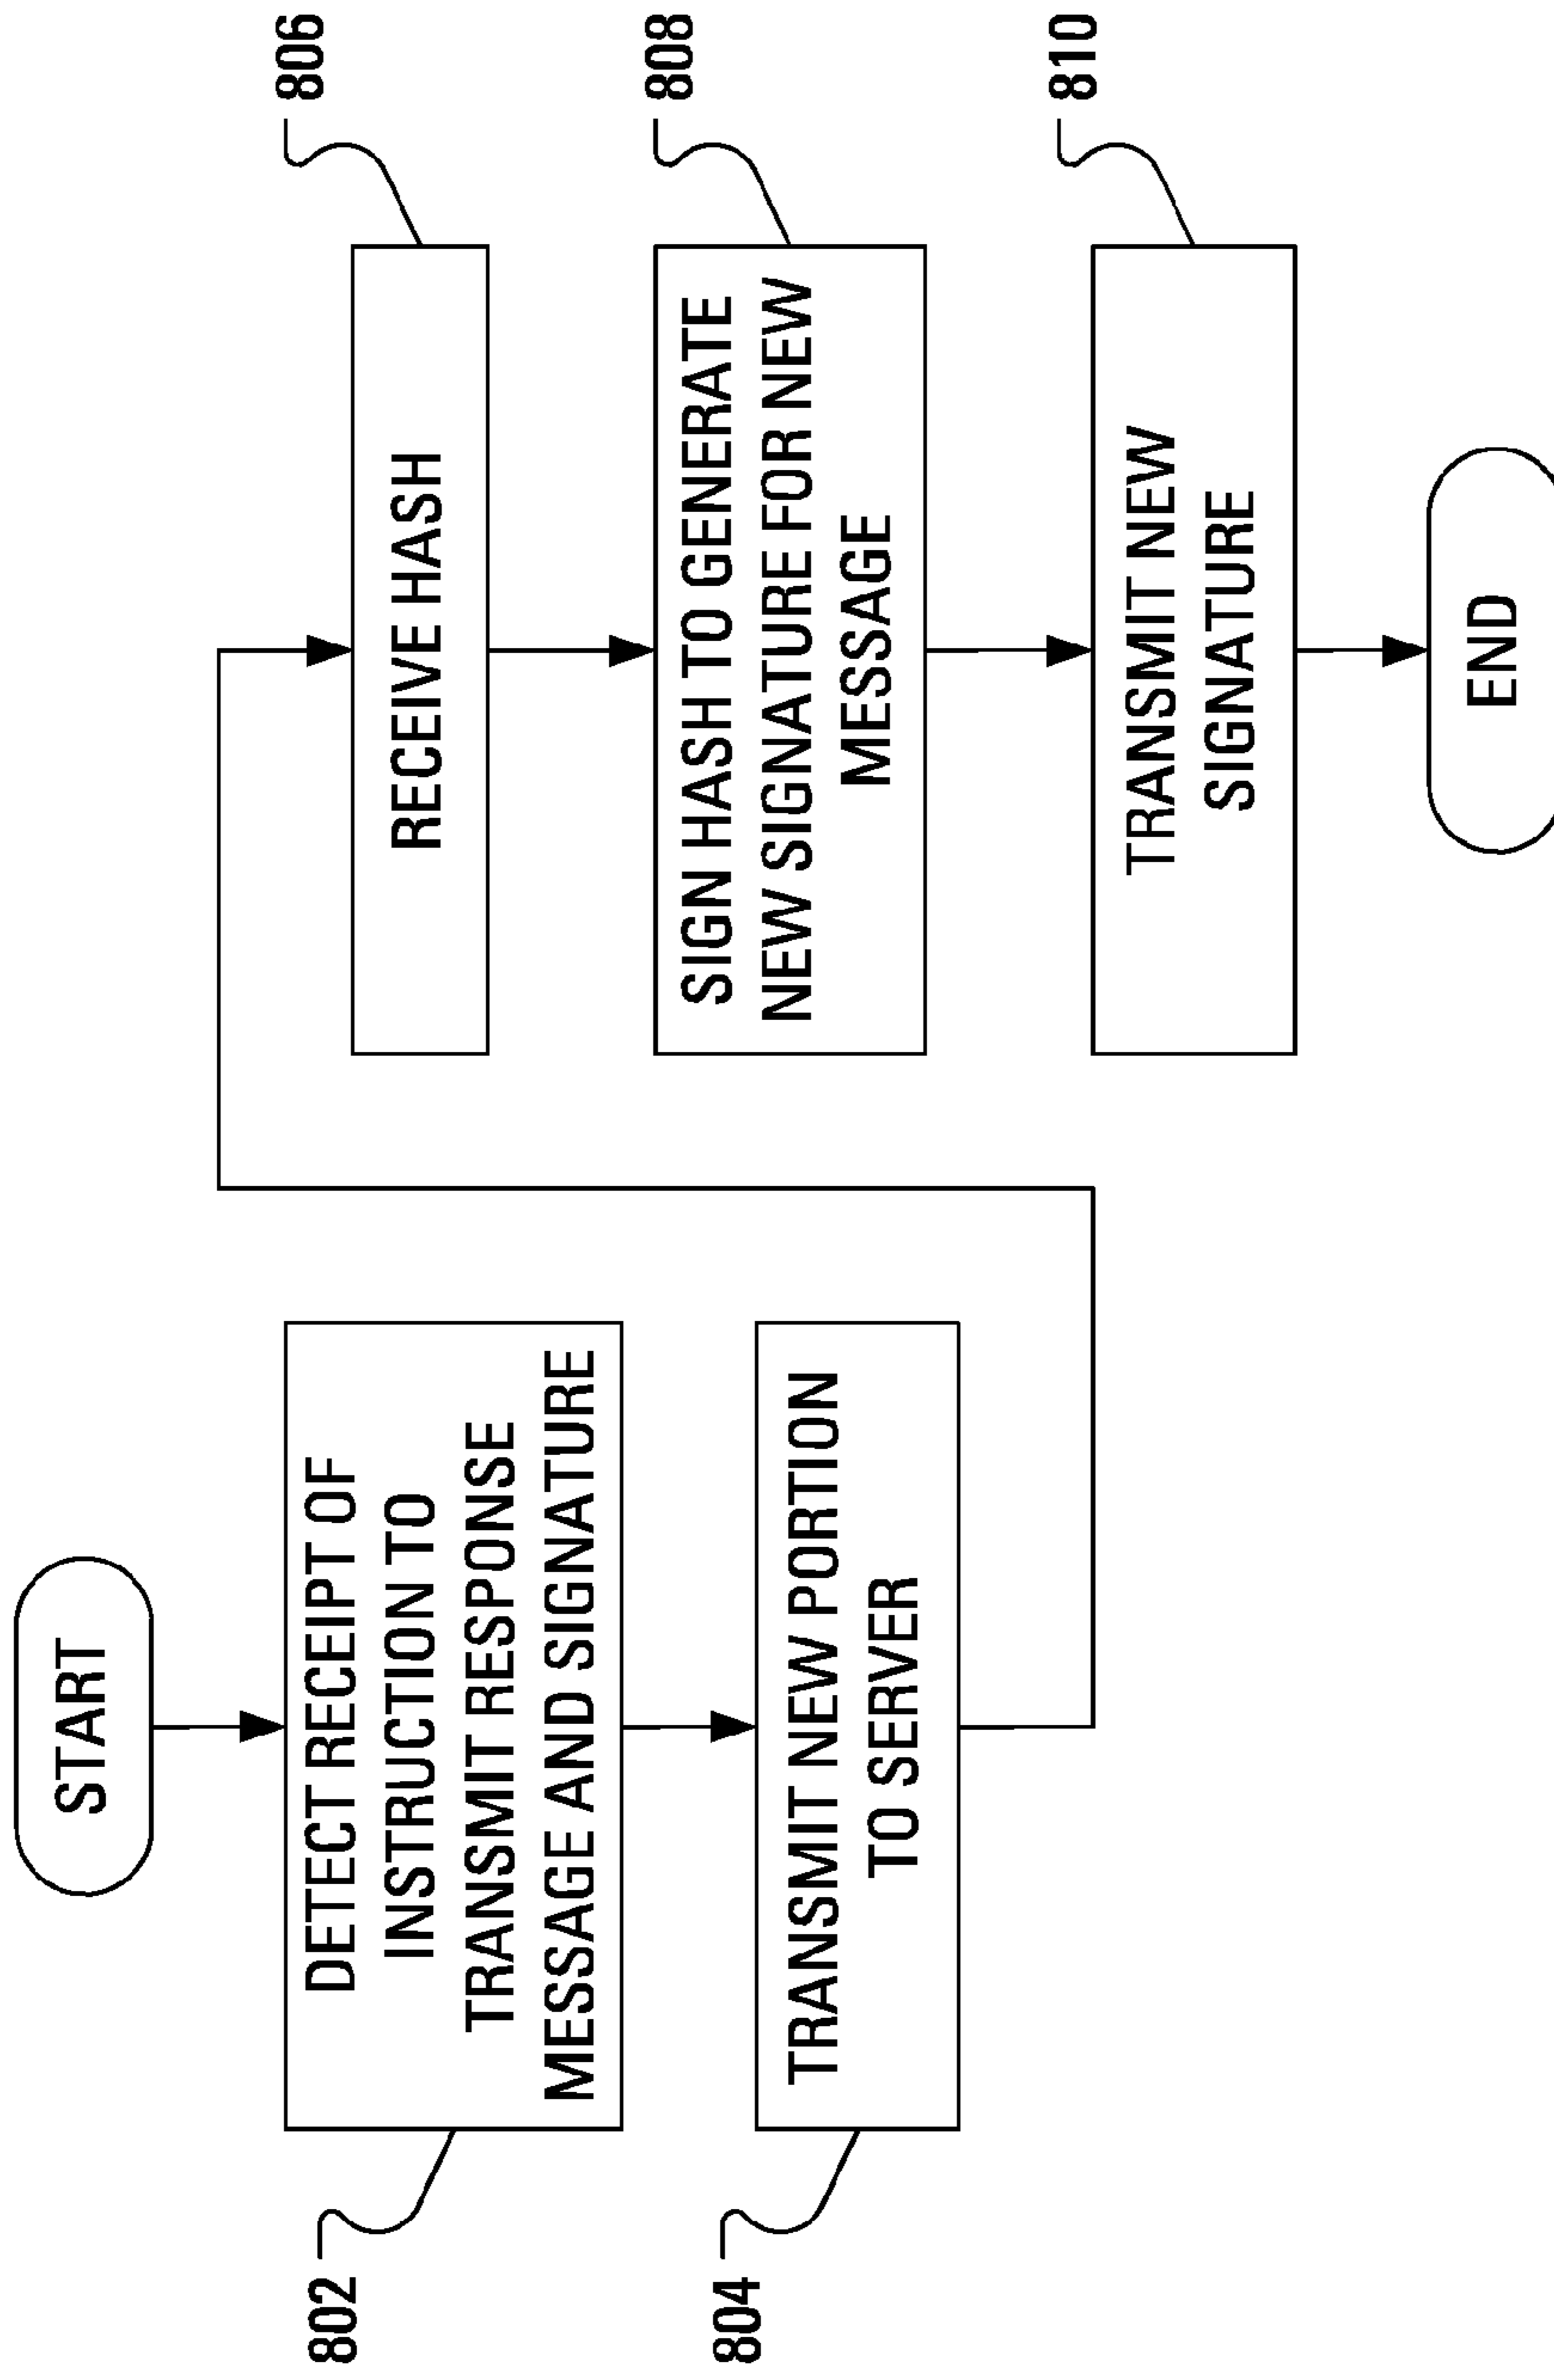 START
802
DETECT RECEIPT OF
INSTRUCTION TO
TRANSMIT RESPONSE
MESSAGE AND SIGNATURE
804
TRANSMIT NEW PORTION
TO SERVER
RECEIVE HASH
806
SIGN HASH TO GENERATE
NEW SIGNATURE FOR NEW
MESSAGE
808
TRANSMIT NEW
SIGNATURE
810
END